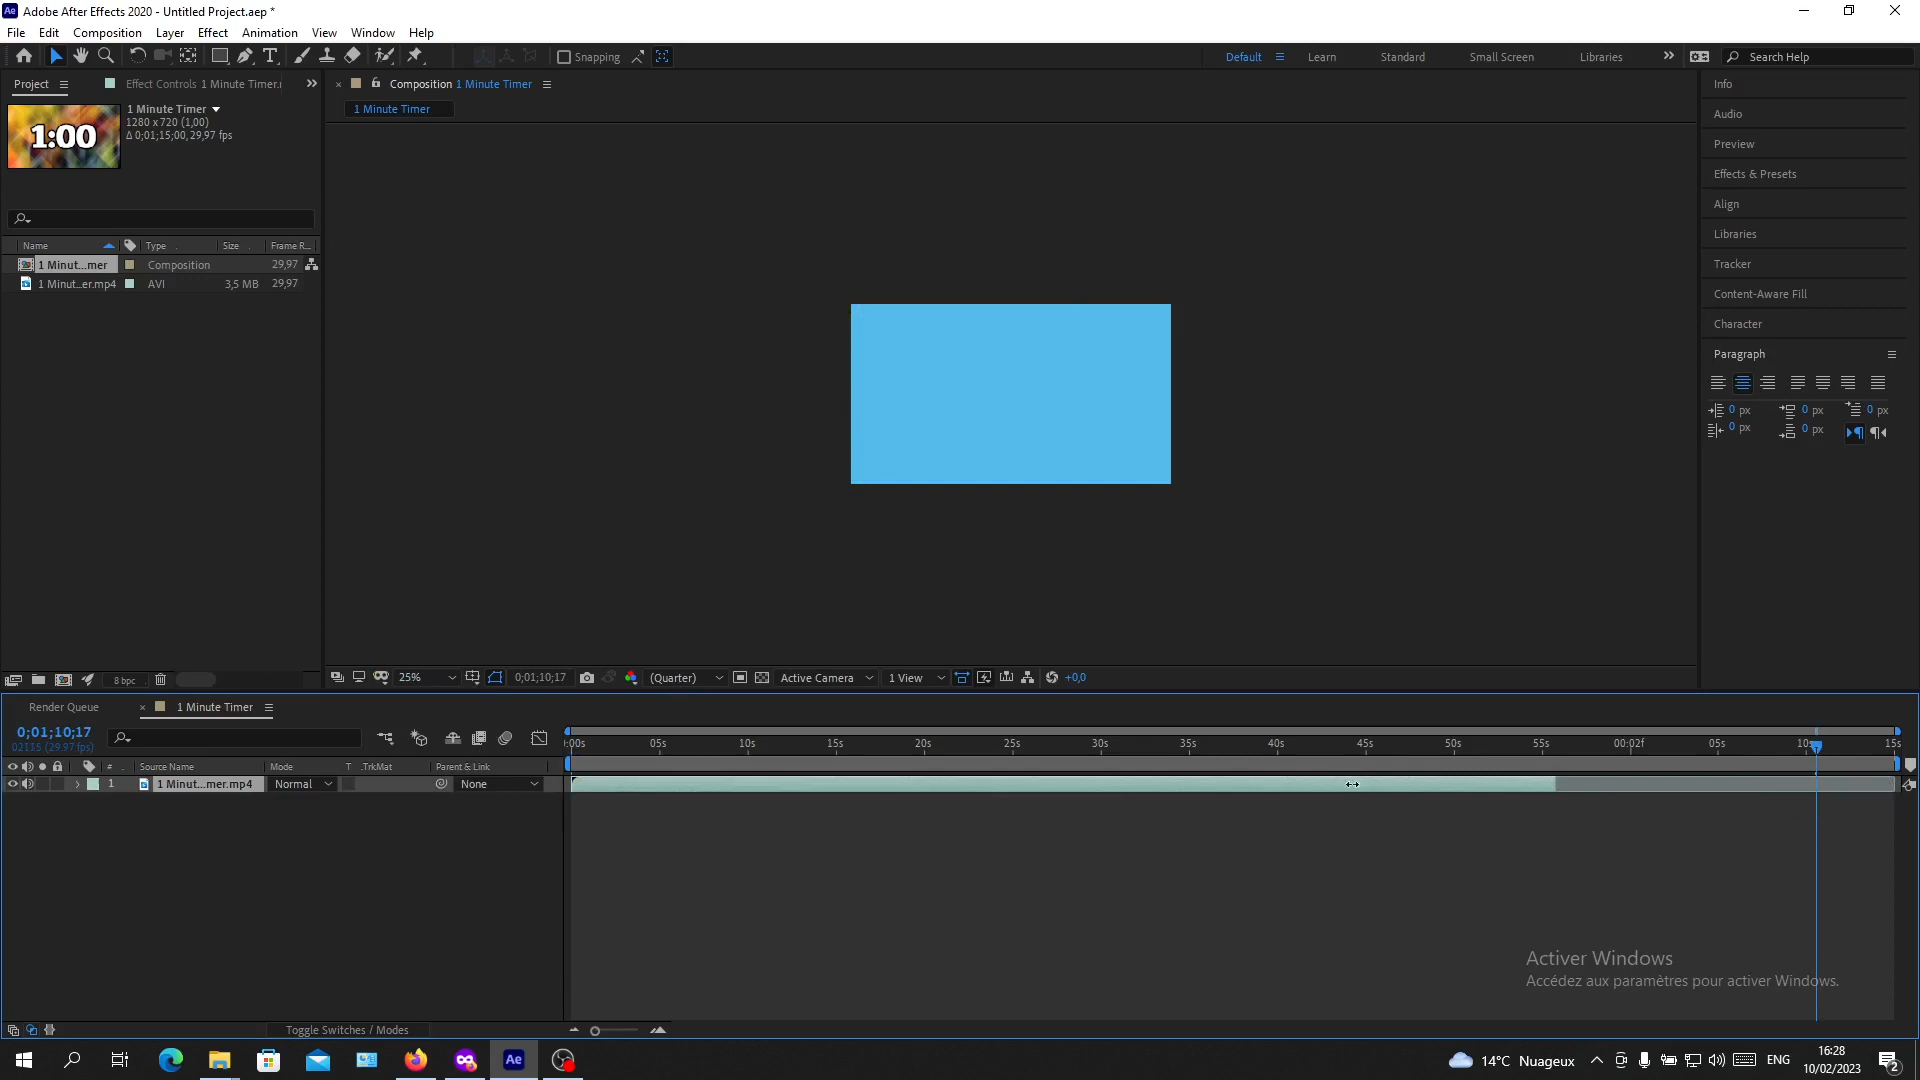 Adobe After Effects 2020 - Untitled Project.aep *
File Edit Composition Layer Effect Animation View Window Help
Snapping
Default Learn Standard Small Screen Libraries Search Help
Project Effect Controls 1 Minute Timer.
Composition 1 Minute Timer
1 Minute Timer
1:00
1 Minute Timer
1280 x 720 (1,00)
Δ 0;01;15;00, 29,97 fps
Name Type Size Frame R...
1 Minut...mer Composition 29,97
1 Minut...er.mp4 AVI 3,5 MB 29,97
Info
Audio
Preview
Effects & Presets
Align
Libraries
Tracker
Content-Aware Fill
Character
Paragraph
0 px 0 px 0 px
0 px 0 px
8 bpc
25% 0;01;10;17 (Quarter) Active Camera 1 View +0,0
Render Queue 1 Minute Timer
0;01;10;17
02115 (29.97 fps)
:00s 05s 10s 15s 20s 25s 30s 35s 40s 45s 50s 55s 00:02f 05s 10s 15s
# Source Name Mode T .TrkMat Parent & Link
1 1 Minut...mer.mp4 Normal None
Activer Windows
Accédez aux paramètres pour activer Windows.
Toggle Switches / Modes
Ae 14°C Nuageux ENG 16:28
10/02/2023
2